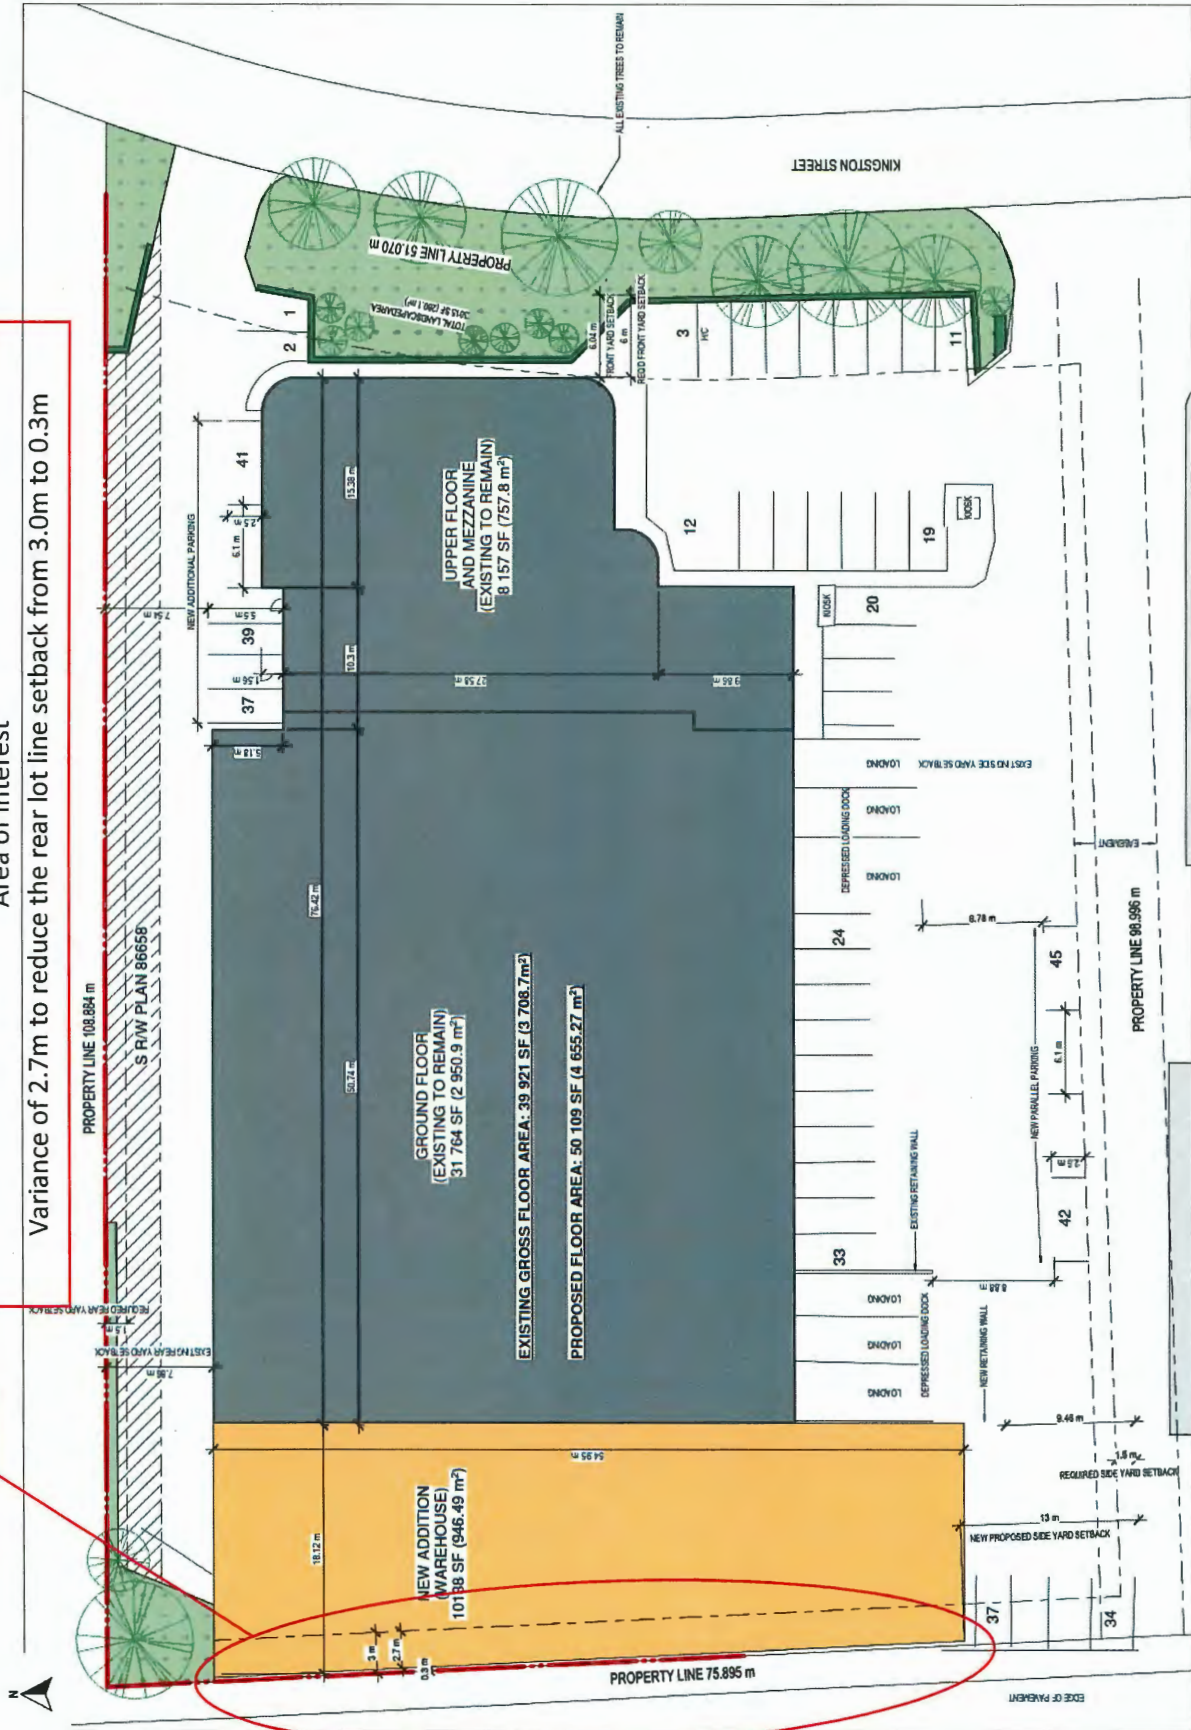 Area of Interest
Variance of 2.7m to reduce the rear lot line setback from 3.0m to 0.3m
N
PROPERTY LINE 108.884 m
S R/W PLAN 86658
REQUIRED REAR YARD SETBACK
1.5 m
EXISTING REAR YARD SETBACK
7.86 m
NEW ADDITIONAL PARKING
7.54 m
5.5 m
1.56 m
2.5 m
6.1 m
37
39
41
2
1
5.18 m
18.12 m
76.42 m
50.74 m
10.3 m
15.38 m
27.58 m
9.86 m
54.95 m
3 m
2.7 m
0.3 m
NEW ADDITION
(WAREHOUSE)
10188 SF (946.49 m²)
GROUND FLOOR
(EXISTING TO REMAIN)
31 764 SF (2 950.9 m²)
EXISTING GROSS FLOOR AREA: 39 921 SF (3 708.7m²)
PROPOSED FLOOR AREA: 50 109 SF (4 655.27 m²)
UPPER FLOOR
AND MEZZANINE
(EXISTING TO REMAIN)
8 157 SF (757.8 m²)
PROPERTY LINE 51.070 m
TOTAL LANDSCAPED AREA
6.04 m
FRONT YARD SETBACK
6 m
REQ'D FRONT YARD SETBACK
ALL EXISTING TREES TO REMAIN
KINGSTON STREET
3
HC
11
12
19
KIOSK
KIOSK
20
LOADING
LOADING
LOADING
EXISTING SIDE YARD SETBACK
DEPRESSED LOADING DOCK
24
33
EXISTING RETAINING WALL
LOADING
LOADING
LOADING
DEPRESSED LOADING DOCK
NEW RETAINING WALL
8.88 m
6.78 m
NEW PARALLEL PARKING
42
6.1 m
45
EASEMENT
PROPERTY LINE 98.996 m
9.46 m
1.5 m
REQUIRED SIDE YARD SETBACK
13 m
NEW PROPOSED SIDE YARD SETBACK
37
34
PROPERTY LINE 75.895 m
EDGE OF PAVEMENT